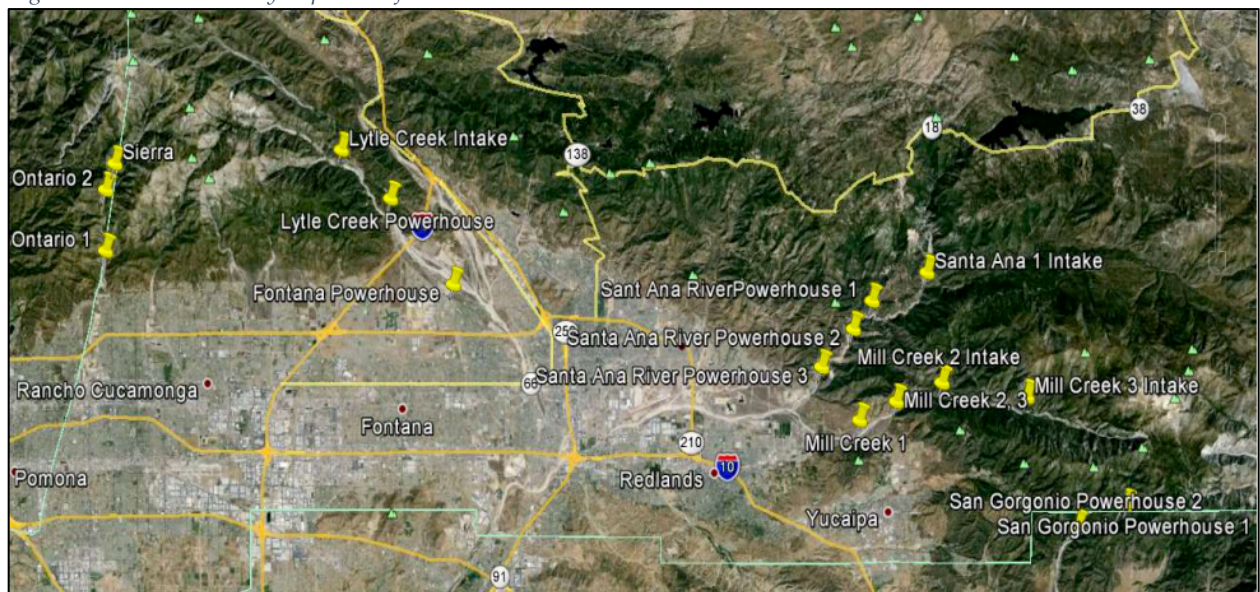 138
18
38
Sierra
Lytle Creek Intake
Ontario 2
Lytle Creek Powerhouse
Ontario 1
Santa Ana 1 Intake
Fontana Powerhouse
Sant Ana RiverPowerhouse 1
Santa Ana River Powerhouse 2
Mill Creek 2 Intake
Santa Ana River Powerhouse 3
66
Rancho Cucamonga
Mill Creek 3 Intake
Mill Creek 2, 3
Fontana
Mill Creek 1
210
Pomona
Redlands
10
San Gorgonio Powerhouse 2
Yucaipa
San Gorgonio Powerhouse 1
91